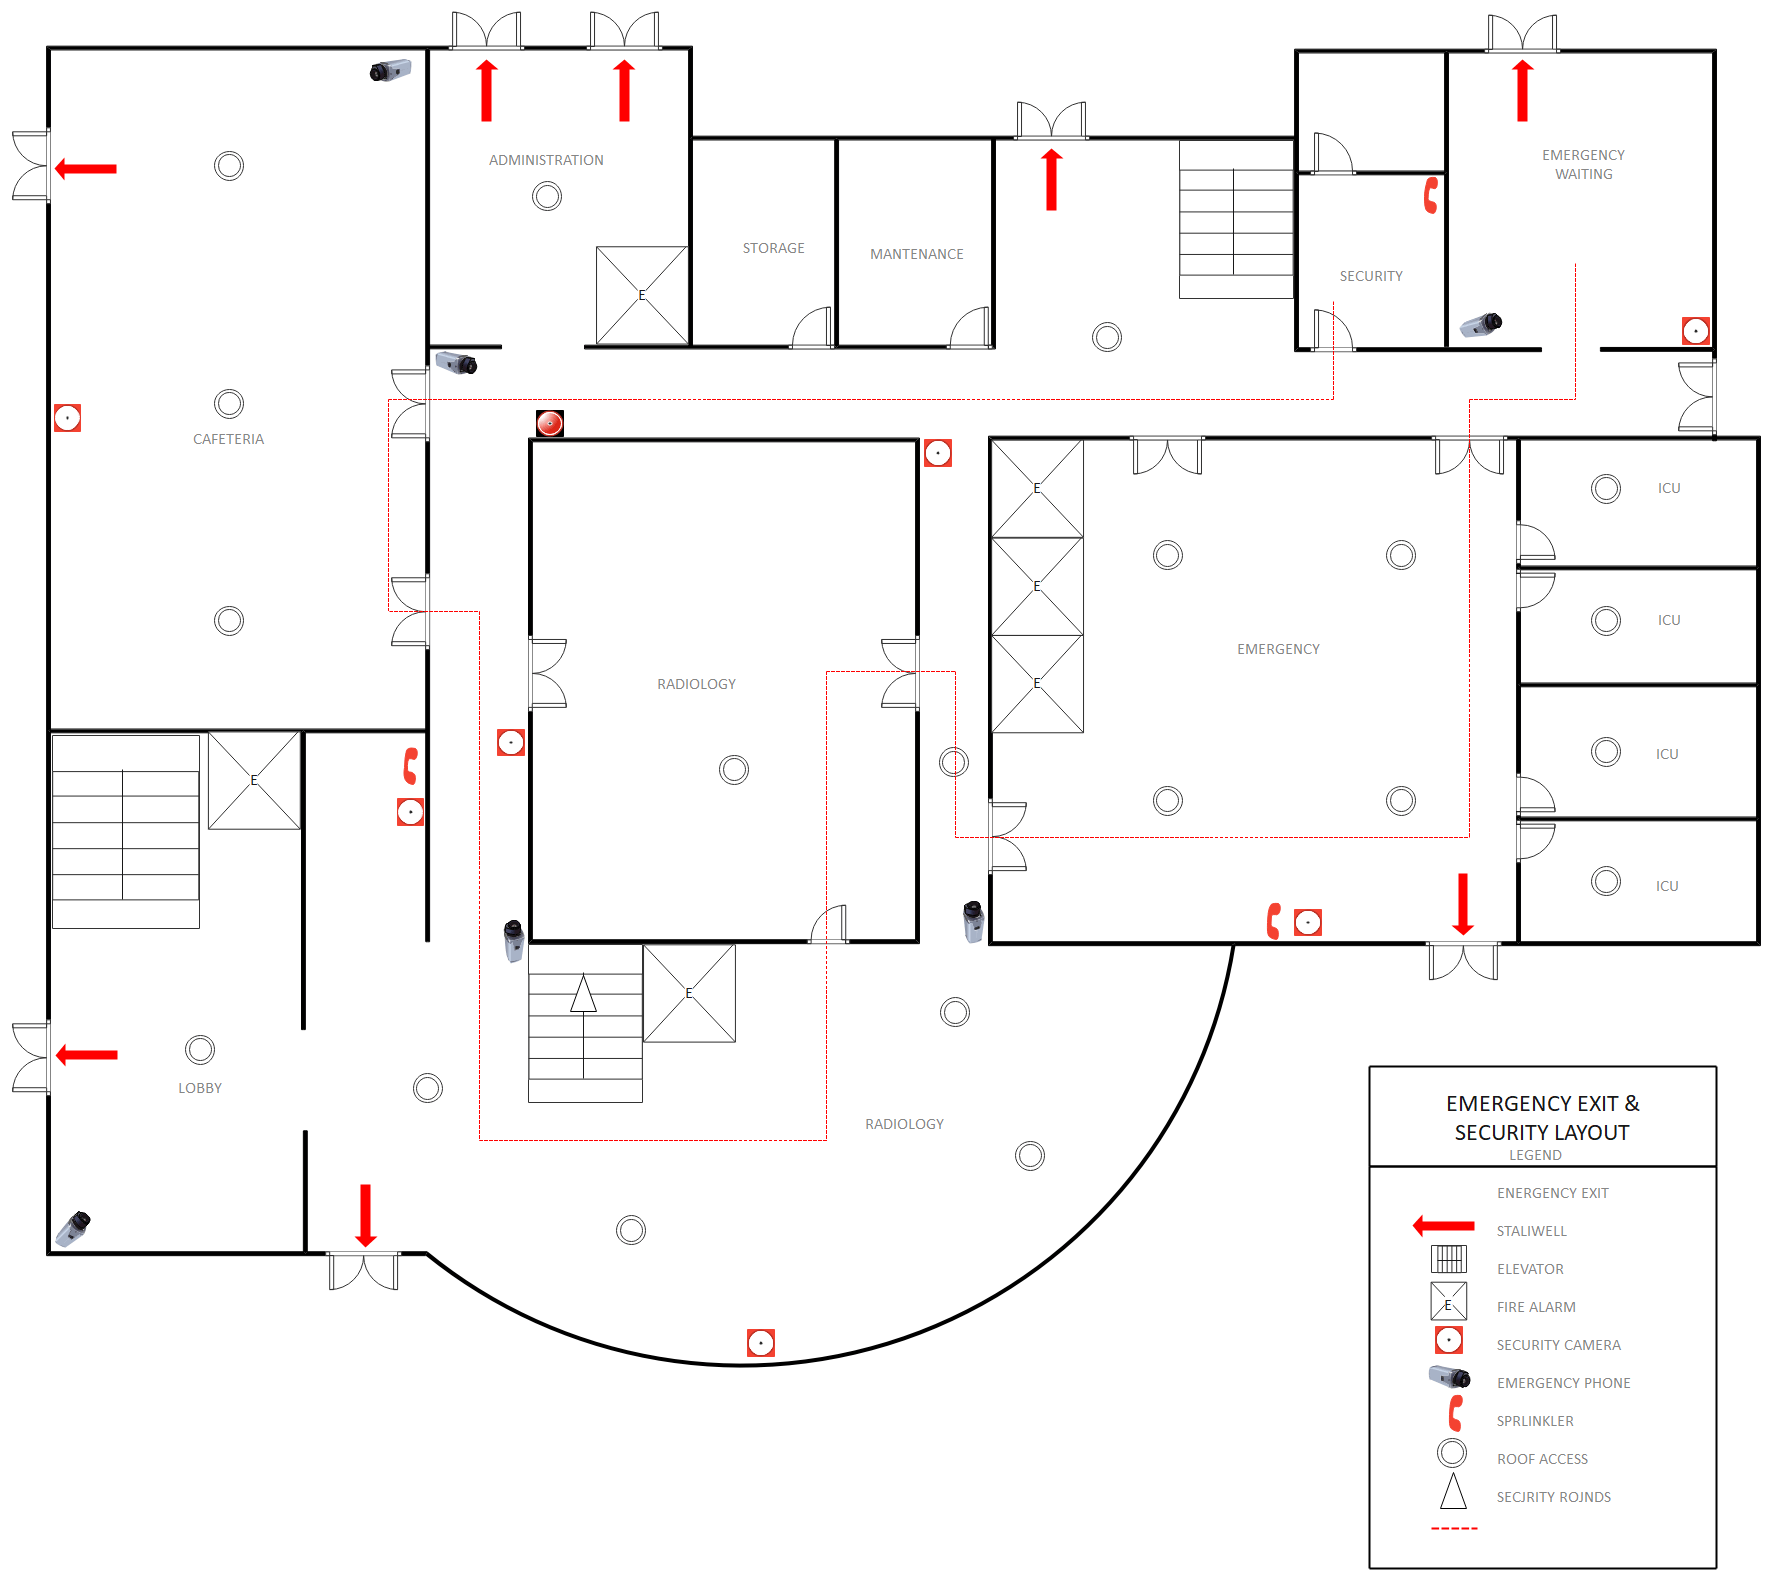 ADMINISTRATION
EMERGENCY
WAITING
STORAGE
MANTENANCE
SECURITY
E
CAFETERIA
E
ICU
E
ICU
EMERGENCY
RADIOLOGY
E
ICU
E
ICU
E
LOBBY
RADIOLOGY
EMERGENCY EXIT &
SECURITY LAYOUT
LEGEND
ENERGENCY EXIT
STALIWELL
ELEVATOR
E
FIRE ALARM
SECURITY CAMERA
EMERGENCY PHONE
SPRLINKLER
ROOF ACCESS
SECJRITY ROJNDS